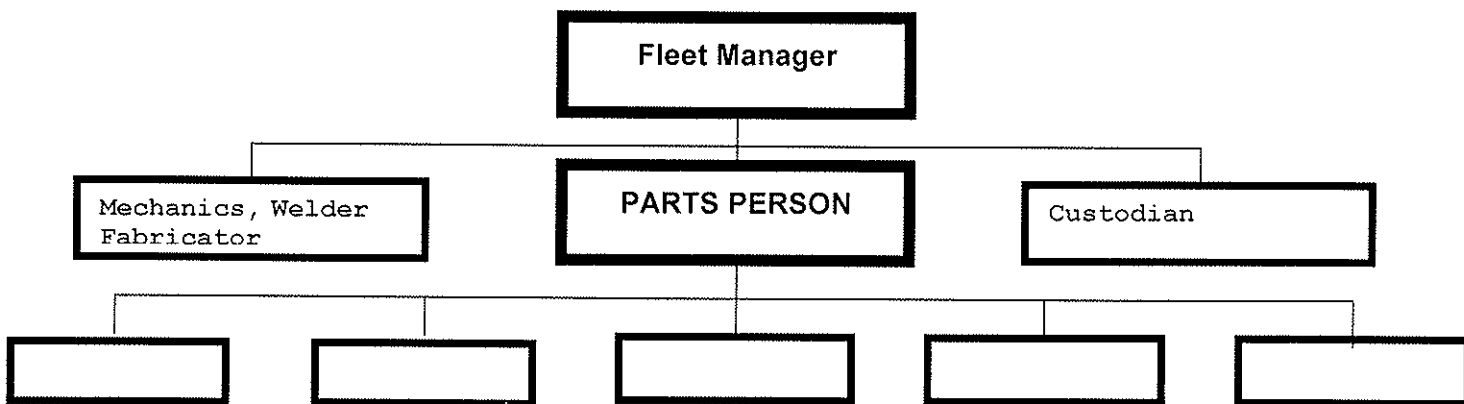 Fleet Manager
Mechanics, Welder
Fabricator
PARTS PERSON
Custodian